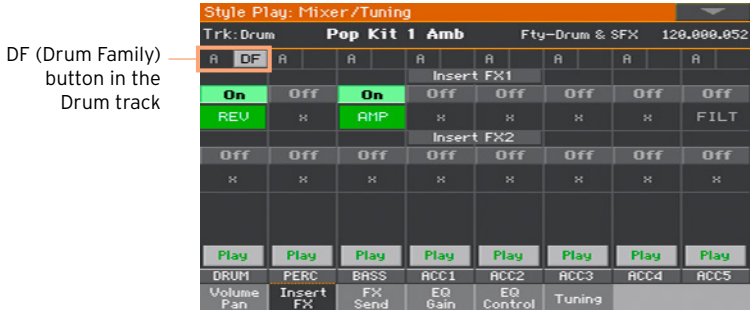 Style Play: Mixer/Tuning
Trk: Drum Pop Kit 1 Amb Fty-Drum & SFX 120.000.052
DF (Drum Family)
button in the
Drum track
A DF A A A A A A
Insert FX1
On Off On Off Off Off Off Off
REV × AMP × × × × FILT
Insert FX2
Off Off Off Off Off Off Off Off
× × × × × × × ×
Play Play Play Play Play Play Play Play
DRUM PERC BASS ACC1 ACC2 ACC3 ACC4 ACC5
Volume Pan Insert FX FX Send EQ Gain EQ Control Tuning